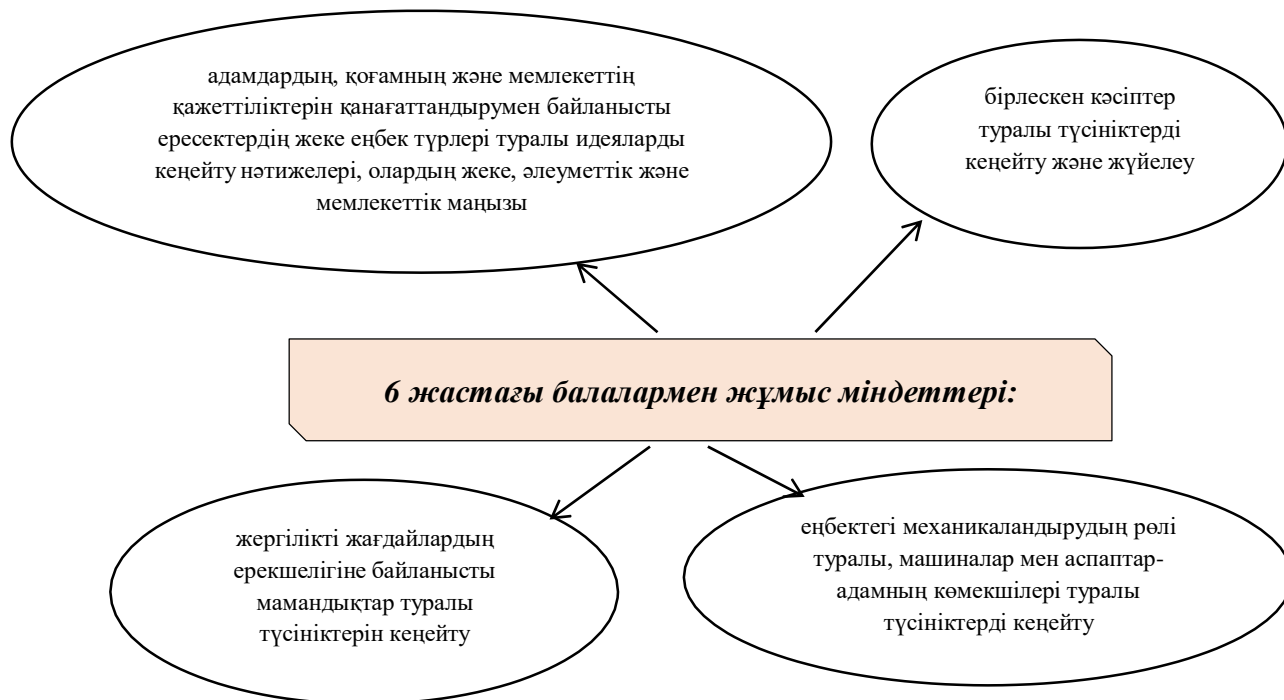 адамдардың, қоғамның және мемлекеттің
қажеттіліктерін қанағаттандырумен байланысты
ересектердің жеке еңбек түрлері туралы идеяларды
кеңейту нәтижелері, олардың жеке, әлеуметтік және
мемлекеттік маңызы
бірлескен кәсіптер
туралы түсініктерді
кеңейту және жүйелеу
6 жастағы балалармен жұмыс міндеттері:
жергілікті жағдайлардың
ерекшелігіне байланысты
мамандықтар туралы
түсініктерін кеңейту
еңбектегі механикаландырудың рөлі
туралы, машиналар мен аспаптар-
адамның көмекшілері туралы
түсініктерді кеңейту